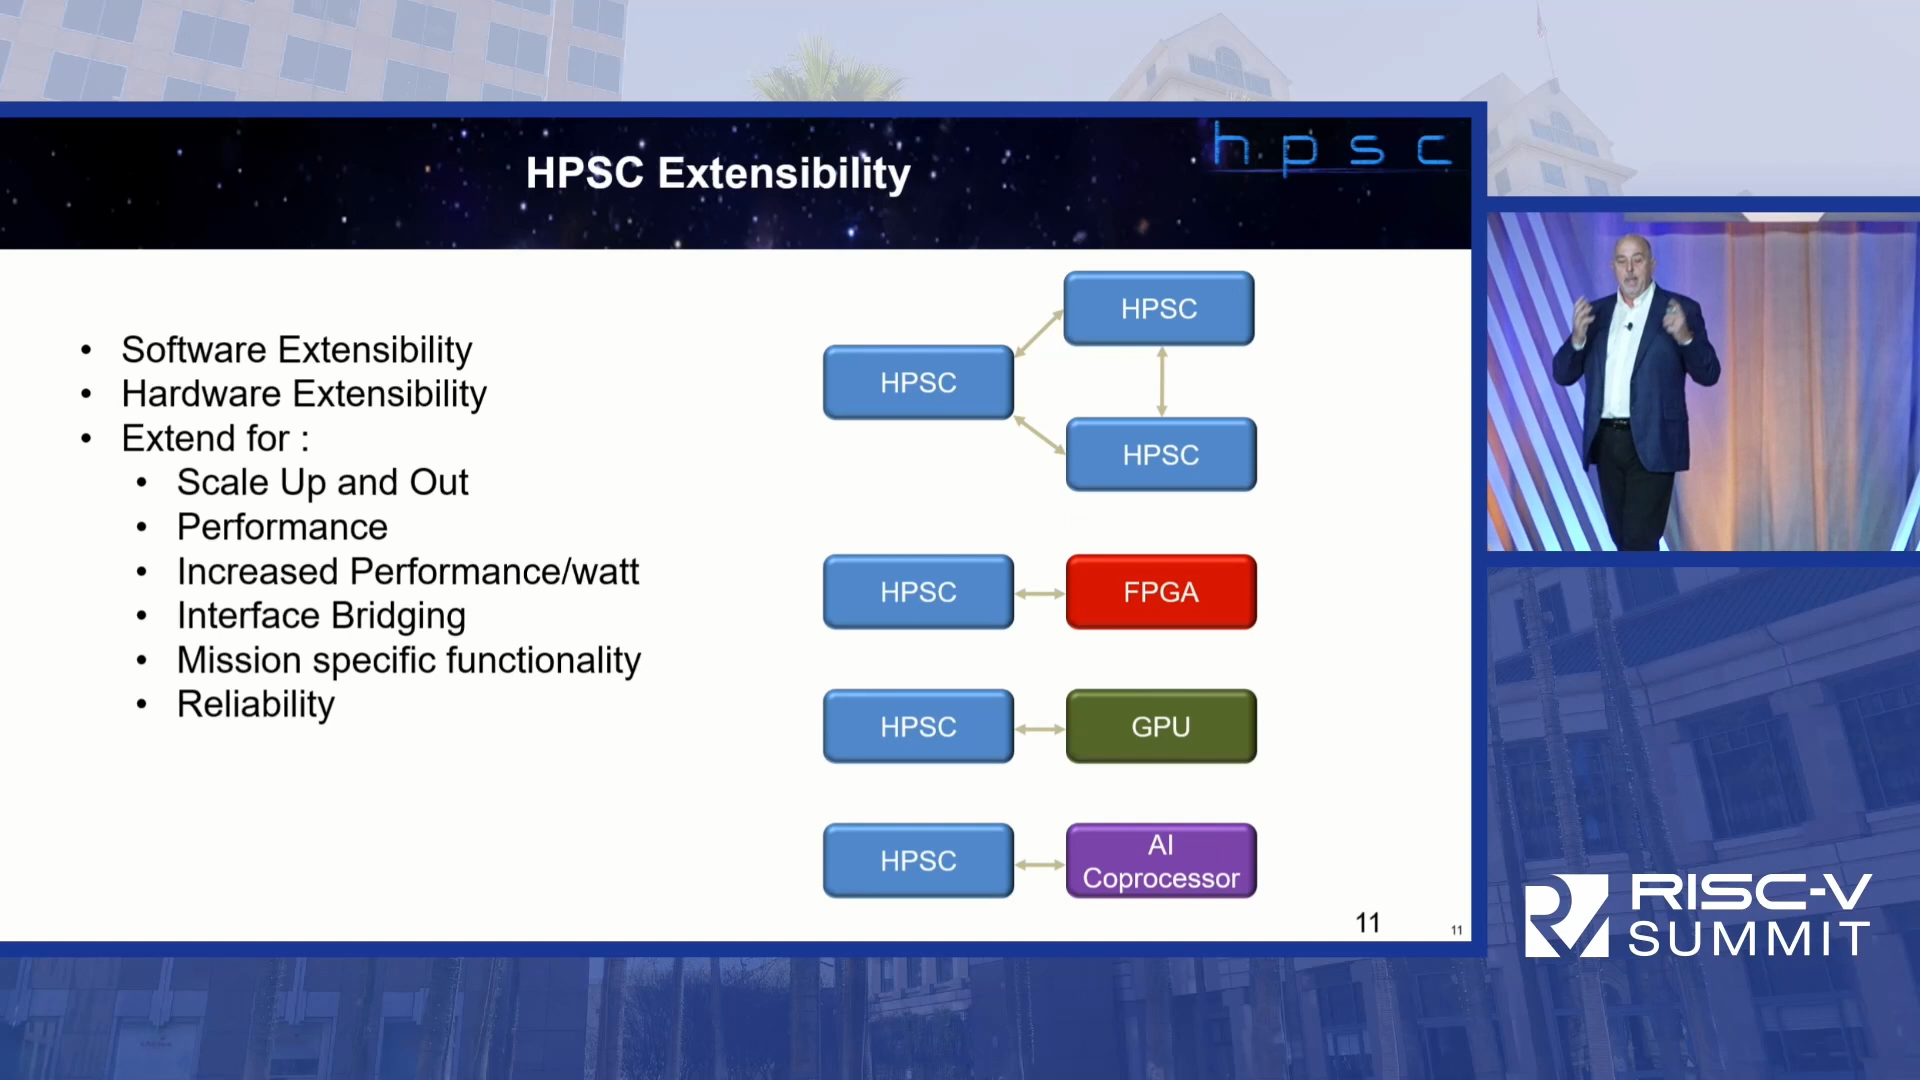 HPSC Extensibility
h p s c
• Software Extensibility
• Hardware Extensibility
• Extend for :
• Scale Up and Out
• Performance
• Increased Performance/watt
• Interface Bridging
• Mission specific functionality
• Reliability
HPSC
HPSC
HPSC
HPSC
FPGA
HPSC
GPU
HPSC
AI
Coprocessor
11
11
RISC-V
SUMMIT